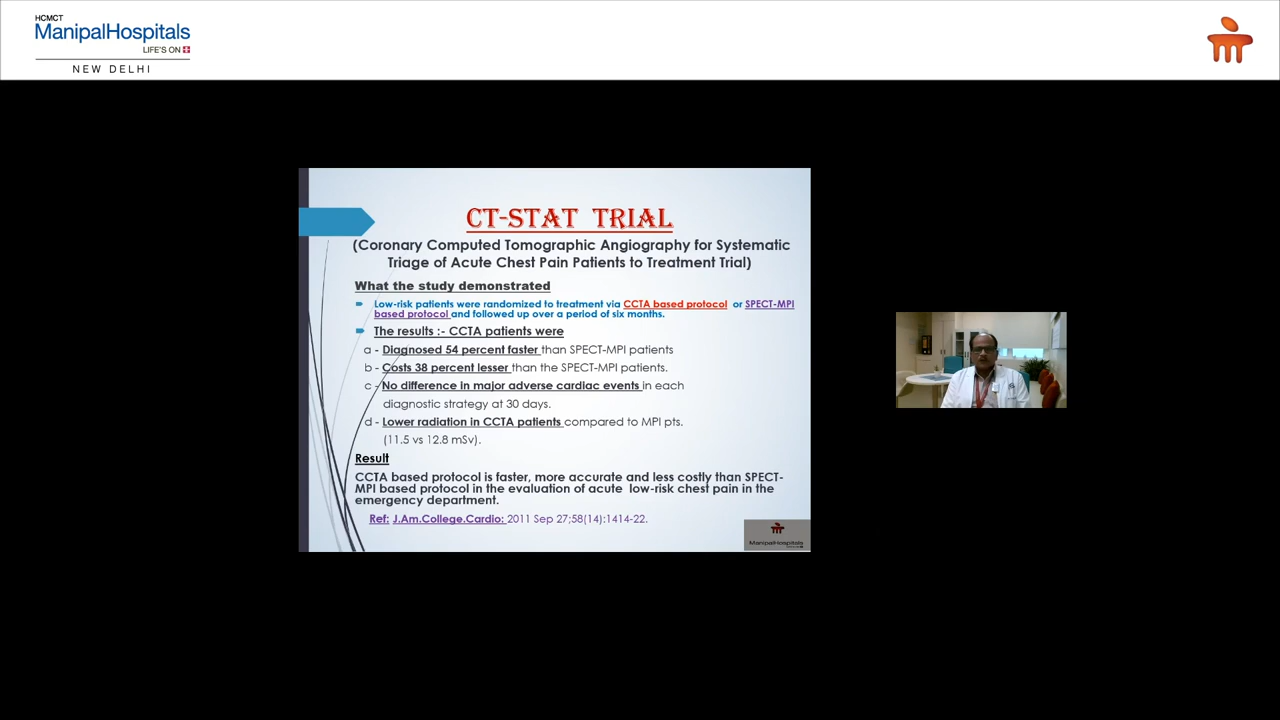 HCMCT
ManipalHospitals
LIFE'S ON
NEW DELHI
CT-STAT TRIAL
(Coronary Computed Tomographic Angiography for Systematic
Triage of Acute Chest Pain Patients to Treatment Trial)
What the study demonstrated
Low-risk patients were randomized to treatment via CCTA based protocol or SPECT-MPI
based protocol and followed up over a period of six months.
The results :- CCTA patients were
a - Diagnosed 54 percent faster than SPECT-MPI patients
b - Costs 38 percent lesser than the SPECT-MPI patients.
c - No difference in major adverse cardiac events in each
diagnostic strategy at 30 days.
d - Lower radiation in CCTA patients compared to MPI pts.
(11.5 vs 12.8 mSv).
Result
CCTA based protocol is faster, more accurate and less costly than SPECT-
MPI based protocol in the evaluation of acute low-risk chest pain in the
emergency department.
Ref: J.Am.College.Cardio: 2011 Sep 27;58(14):1414-22.
ManipalHospitals